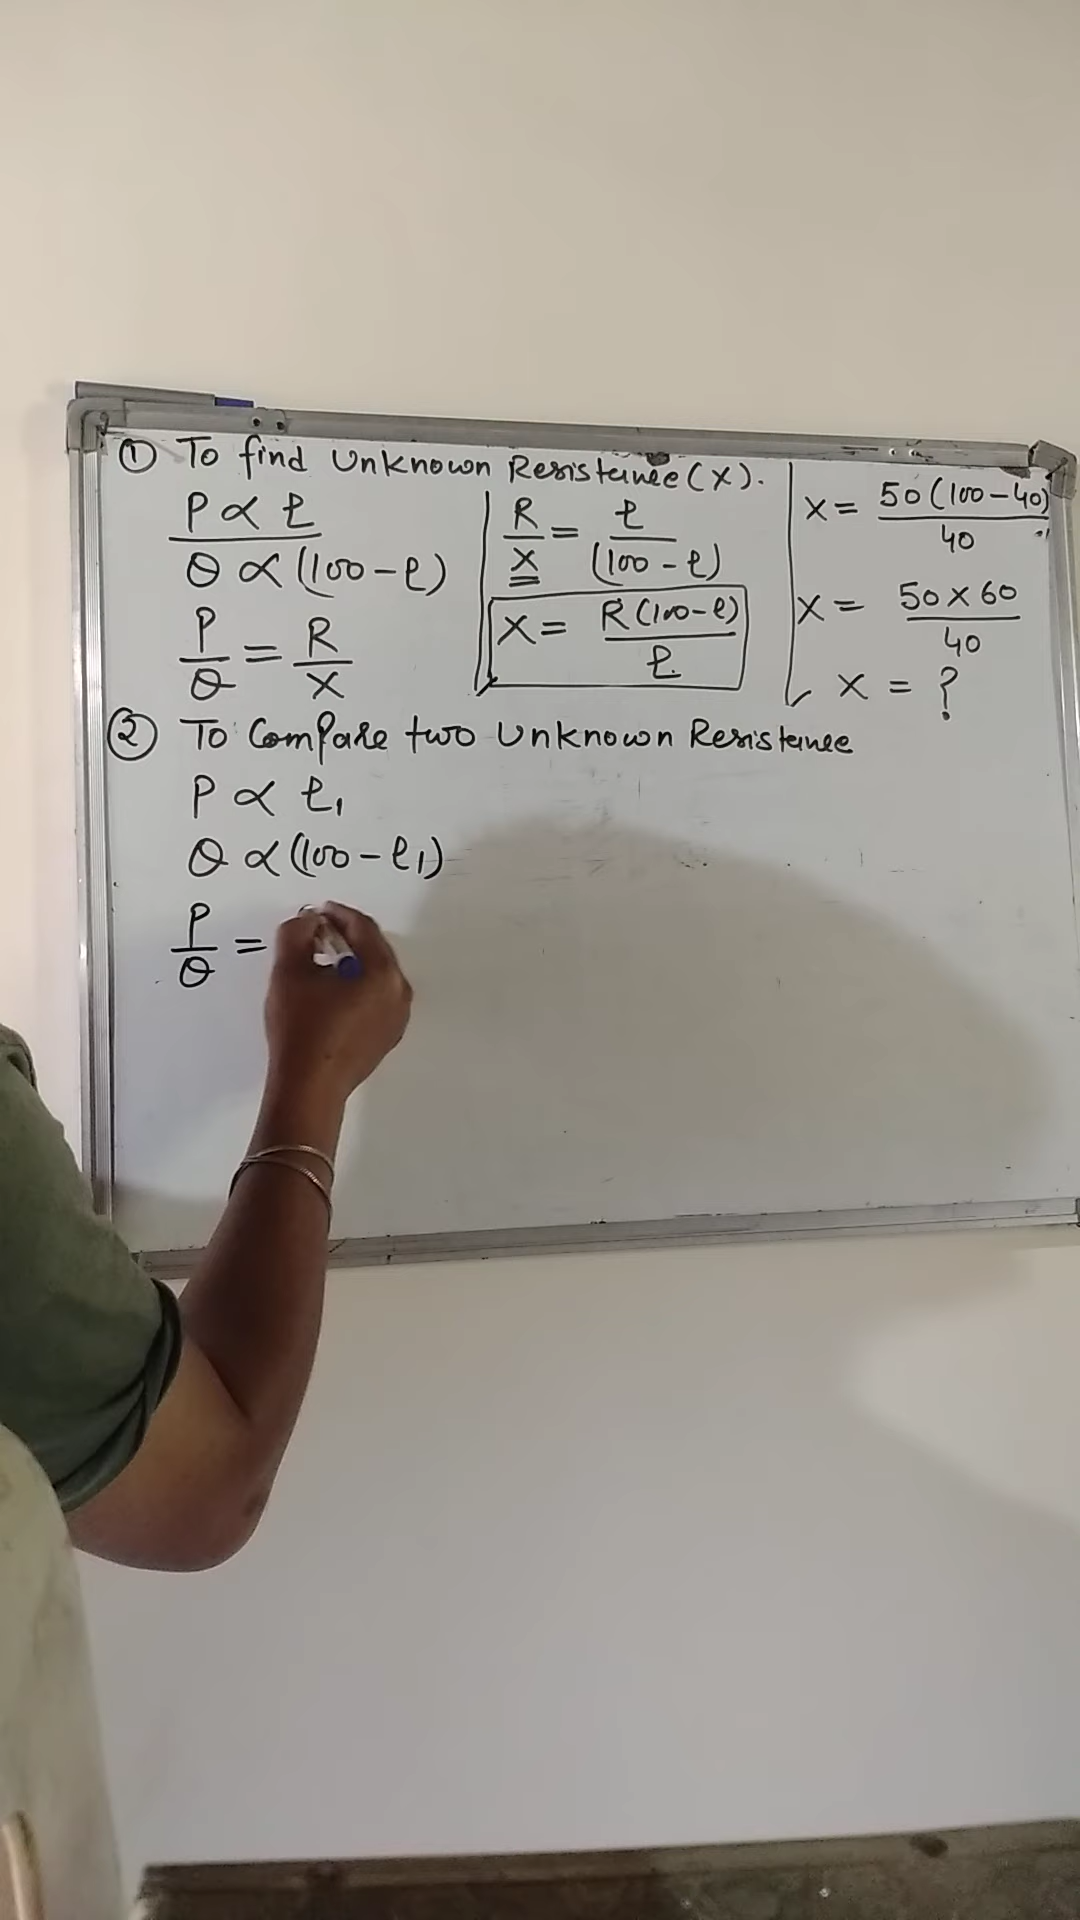 ① To find Unknown Resistance (X).
P ∝ ℓ
Q ∝ (100 - ℓ)
P/Q = R/X
R/X = ℓ/(100 - ℓ)
X = R(100-ℓ)/ℓ.
X = 50(100-40)/40
X = 50 X 60/40
X = ?
② To Compare two Unknown Resistance
P ∝ ℓ₁
Q ∝ (100 - ℓ₁)
P/Q =